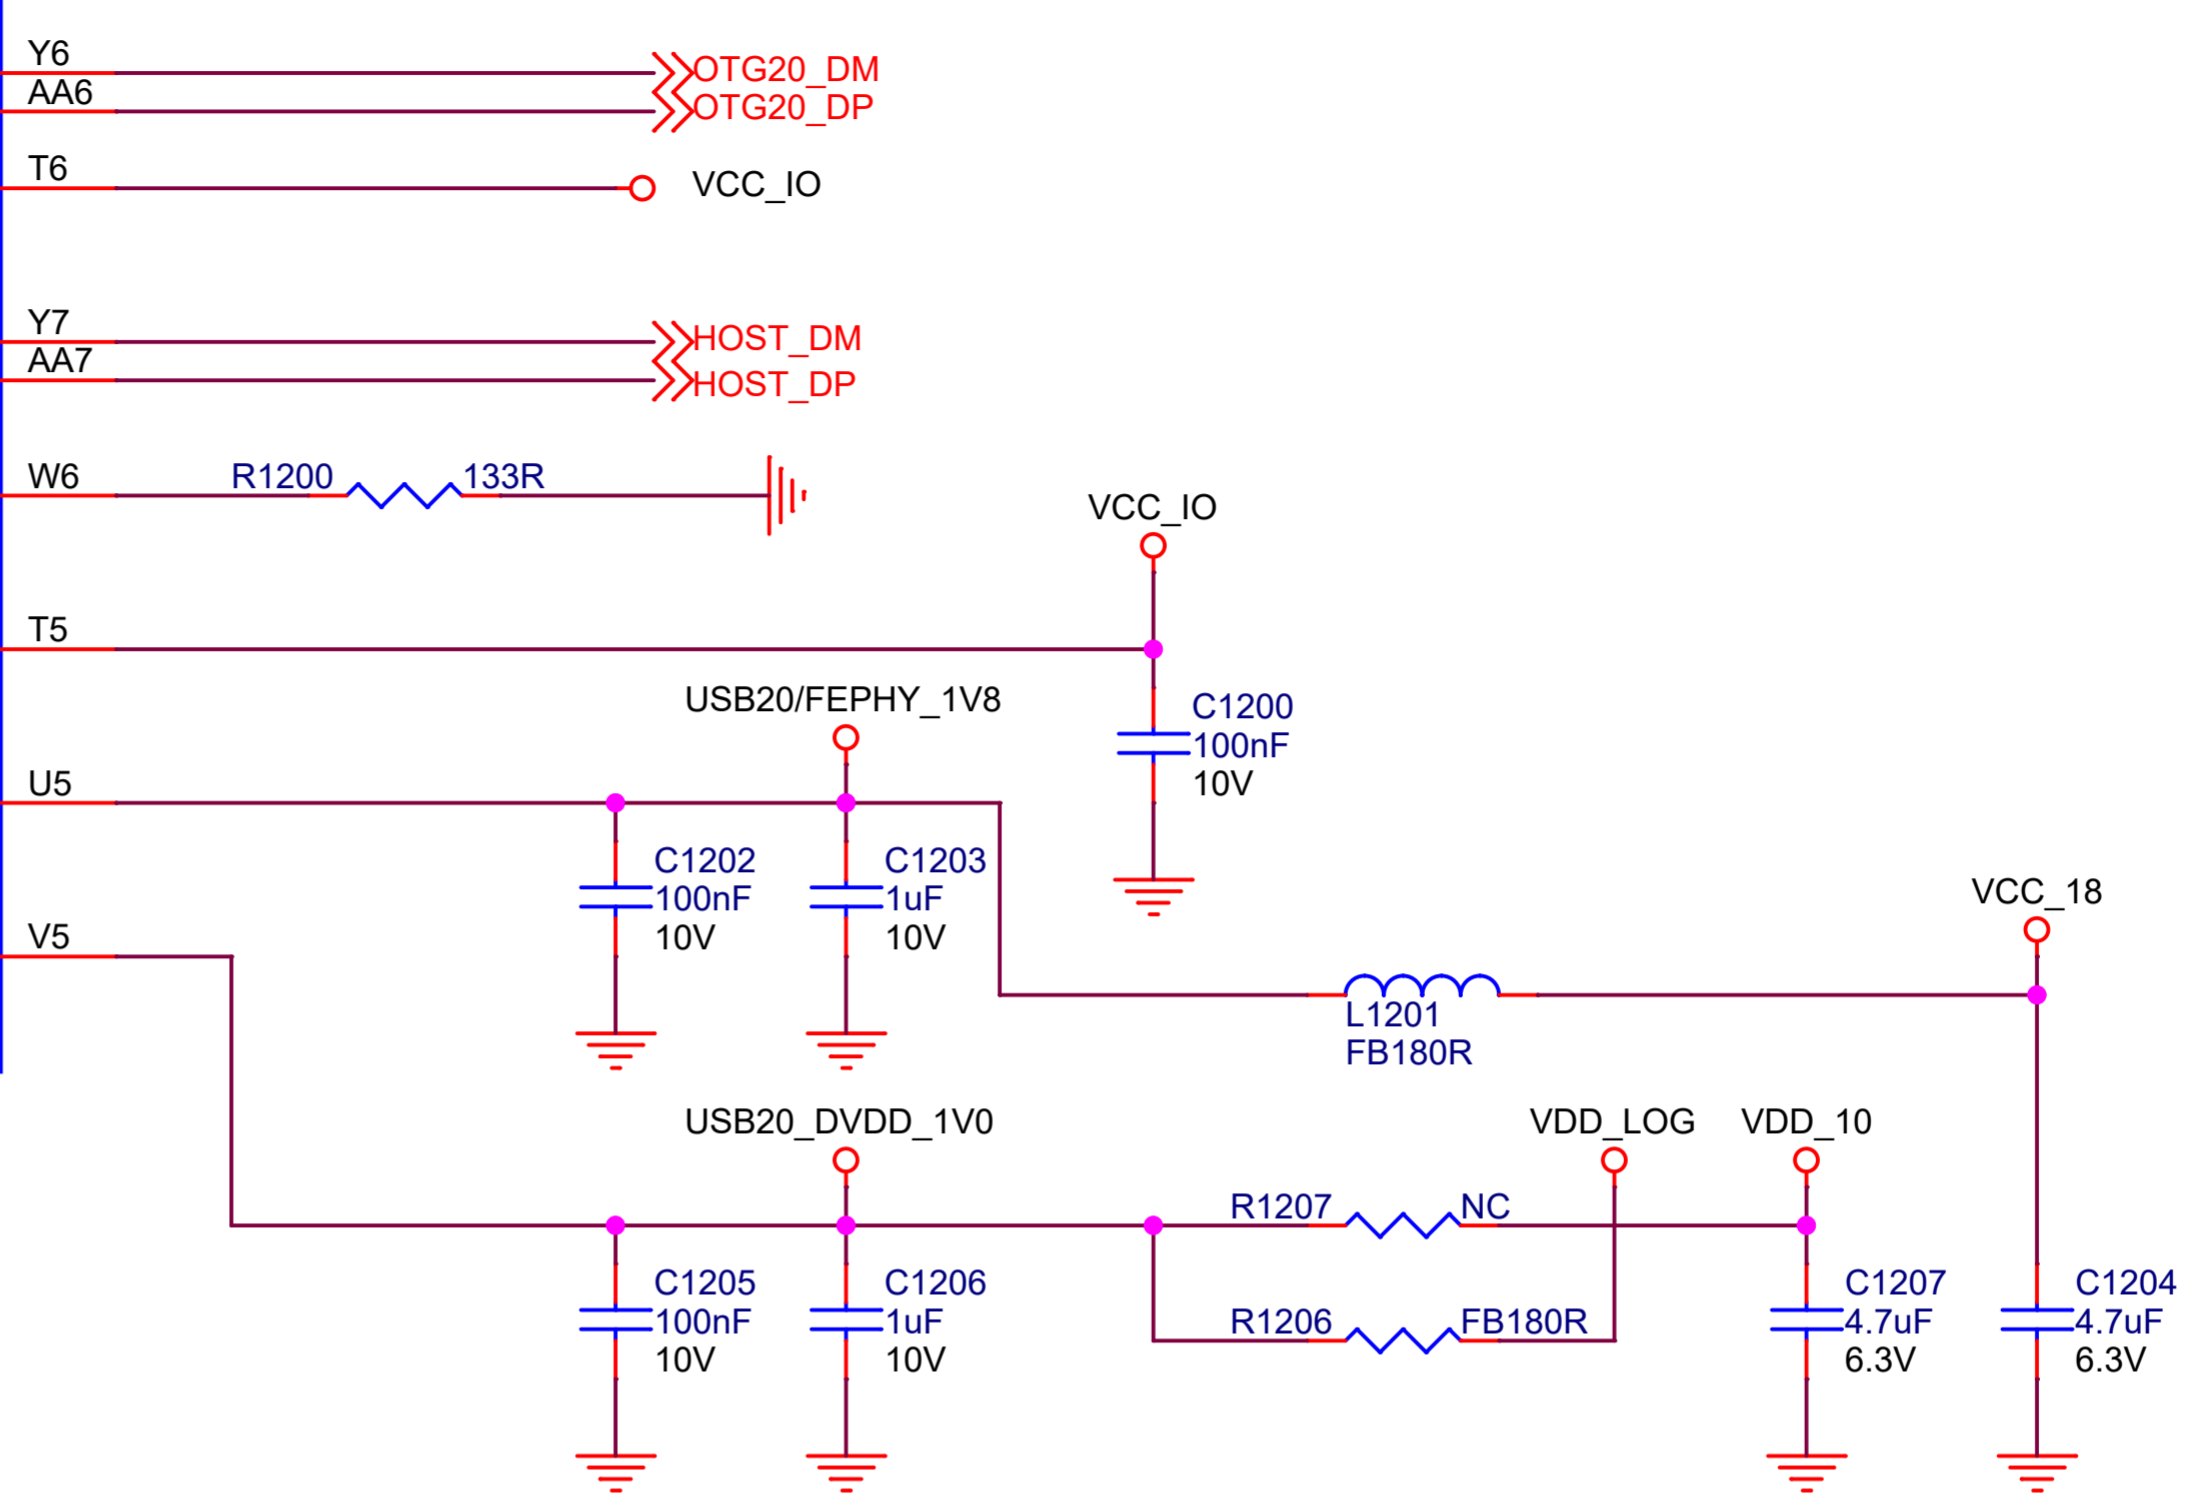 Y6
OTG20_DM
AA6
OTG20_DP
T6
VCC_IO
Y7
HOST_DM
AA7
HOST_DP
W6
R1200
133R
VCC_IO
T5
USB20/FEPHY_1V8
C1200
100nF
10V
U5
C1202
100nF
10V
C1203
1uF
10V
VCC_18
V5
L1201
FB180R
USB20_DVDD_1V0
VDD_LOG
VDD_10
R1207
NC
C1205
100nF
10V
C1206
1uF
10V
R1206
FB180R
C1207
4.7uF
6.3V
C1204
4.7uF
6.3V